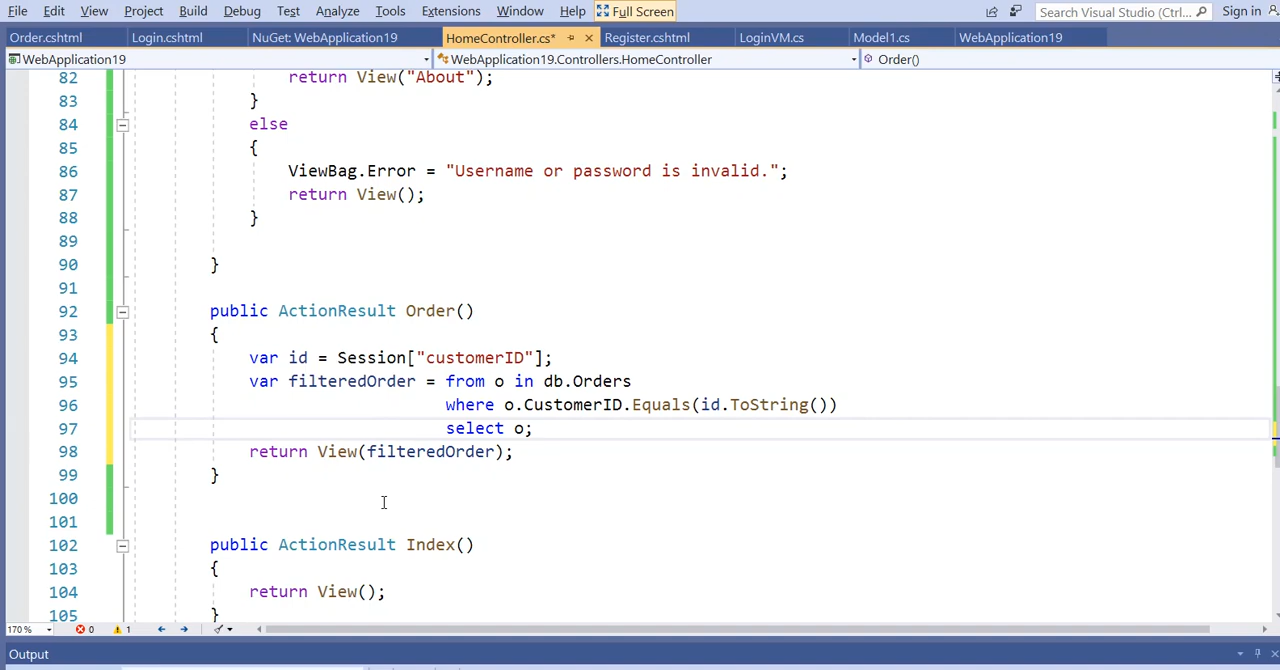 File Edit View Project Build Debug Test Analyze Tools Extensions Window Help Full Screen Search Visual Studio (Ctrl... Sign in
Order.cshtml Login.cshtml NuGet: WebApplication19 HomeController.cs* Register.cshtml LoginVM.cs Model1.cs WebApplication19
WebApplication19 WebApplication19.Controllers.HomeController Order()
82 return View("About");
83 }
84 else
85 {
86 ViewBag.Error = "Username or password is invalid.";
87 return View();
88 }
89
90 }
91
92 public ActionResult Order()
93 {
94 var id = Session["customerID"];
95 var filteredOrder = from o in db.Orders
96 where o.CustomerID.Equals(id.ToString())
97 select o;
98 return View(filteredOrder);
99 }
100
101
102 public ActionResult Index()
103 {
104 return View();
105 }
170 % 0 1
Output